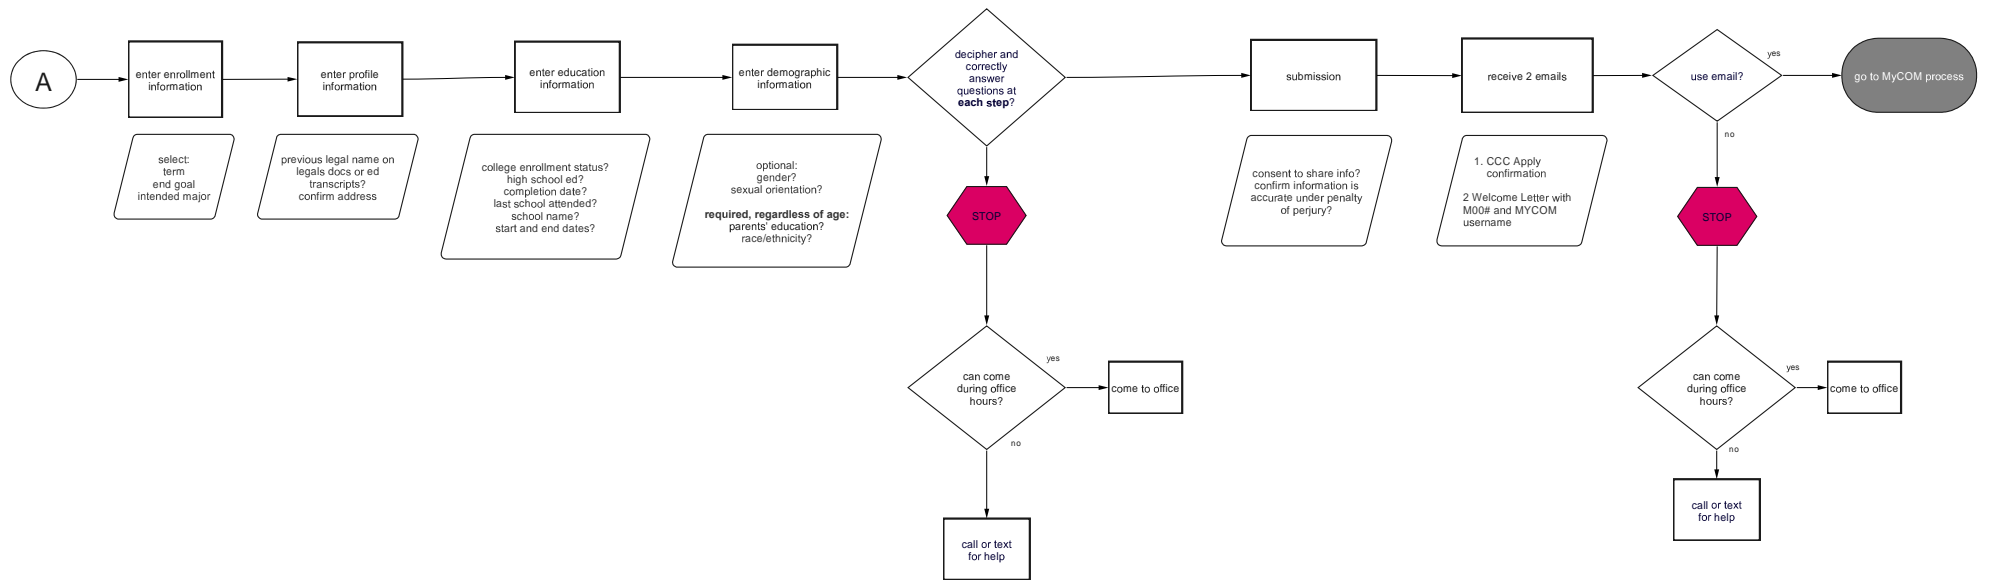 A
enter enrollment
information
enter profile
information
enter education
information
enter demographic
information
decipher and
correctly
answer
questions at
each step?
submission
receive 2 emails
use email?
yes
go to MyCOM process
no
select:
term
end goal
intended major
previous legal name on
legals docs or ed
transcripts?
confirm address
college enrollment status?
high school ed?
completion date?
last school attended?
school name?
start and end dates?
optional:
gender?
sexual orientation?
required, regardless of age:
parents' education?
race/ethnicity?
STOP
consent to share info?
confirm information is
accurate under penalty
of perjury?
1. CCC Apply
confirmation
2 Welcome Letter with
M00# and MYCOM
username
STOP
can come
during office
hours?
yes
come to office
no
call or text
for help
can come
during office
hours?
yes
come to office
no
call or text
for help